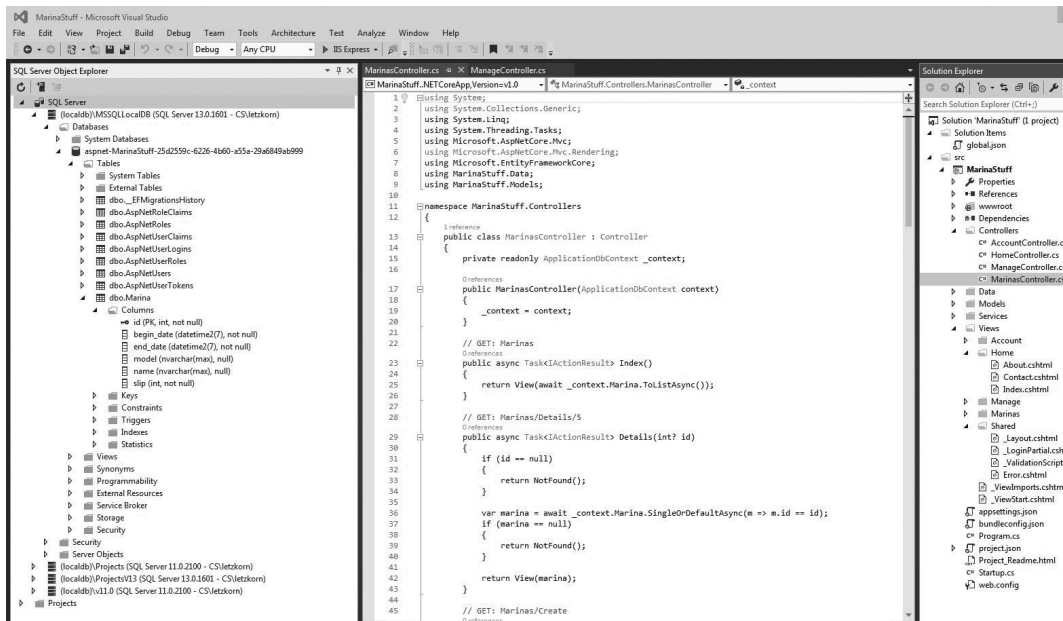 MarinaStuff - Microsoft Visual Studio
File Edit View Project Build Debug Team Tools Architecture Test Analyze Window Help
Debug Any CPU IIS Express
SQL Server Object Explorer
SQL Server
(localdb)\MSSQLLocalDB (SQL Server 13.0.1601 - CS\letzkorn)
Databases
System Databases
aspnet-MarinaStuff-25d2559c-6226-4b60-a55a-29a6849ab999
Tables
System Tables
External Tables
dbo.__EFMigrationsHistory
dbo.AspNetRoleClaims
dbo.AspNetRoles
dbo.AspNetUserClaims
dbo.AspNetUserLogins
dbo.AspNetUserRoles
dbo.AspNetUsers
dbo.AspNetUserTokens
dbo.Marina
Columns
id (PK, int, not null)
begin_date (datetime2(7), not null)
end_date (datetime2(7), not null)
model (nvarchar(max), null)
name (nvarchar(max), null)
slip (int, not null)
Keys
Constraints
Triggers
Indexes
Statistics
Views
Synonyms
Programmability
External Resources
Service Broker
Storage
Security
Security
Server Objects
(localdb)\Projects (SQL Server 11.0.2100 - CS\letzkorn)
(localdb)\ProjectsV13 (SQL Server 13.0.1601 - CS\letzkorn)
(localdb)\v11.0 (SQL Server 11.0.2100 - CS\letzkorn)
Projects
MarinasController.cs ManageController.cs
MarinaStuff..NETCoreApp,Version=v1.0 MarinaStuff.Controllers.MarinasController _context
1 using System;
2 using System.Collections.Generic;
3 using System.Linq;
4 using System.Threading.Tasks;
5 using Microsoft.AspNetCore.Mvc;
6 using Microsoft.AspNetCore.Mvc.Rendering;
7 using Microsoft.EntityFrameworkCore;
8 using MarinaStuff.Data;
9 using MarinaStuff.Models;
10
11 namespace MarinaStuff.Controllers
12 {
1 reference
13 public class MarinasController : Controller
14 {
15 private readonly ApplicationDbContext _context;
16
0 references
17 public MarinasController(ApplicationDbContext context)
18 {
19 _context = context;
20 }
21
22 // GET: Marinas
0 references
23 public async Task<IActionResult> Index()
24 {
25 return View(await _context.Marina.ToListAsync());
26 }
27
28 // GET: Marinas/Details/5
0 references
29 public async Task<IActionResult> Details(int? id)
30 {
31 if (id == null)
32 {
33 return NotFound();
34 }
35
36 var marina = await _context.Marina.SingleOrDefaultAsync(m => m.id == id);
37 if (marina == null)
38 {
39 return NotFound();
40 }
41
42 return View(marina);
43 }
44
45 // GET: Marinas/Create
0 references
Solution Explorer
Search Solution Explorer (Ctrl+;)
Solution 'MarinaStuff' (1 project)
Solution Items
global.json
src
MarinaStuff
Properties
References
wwwroot
Dependencies
Controllers
AccountController.c
HomeController.cs
ManageController.c
MarinasController.cs
Data
Models
Services
Views
Account
Home
About.cshtml
Contact.cshtml
Index.cshtml
Manage
Marinas
Shared
_Layout.cshtml
_LoginPartial.csh
_ValidationScript
Error.cshtml
_ViewImports.cshtm
_ViewStart.cshtml
appsettings.json
bundleconfig.json
Program.cs
project.json
Project_Readme.html
Startup.cs
web.config